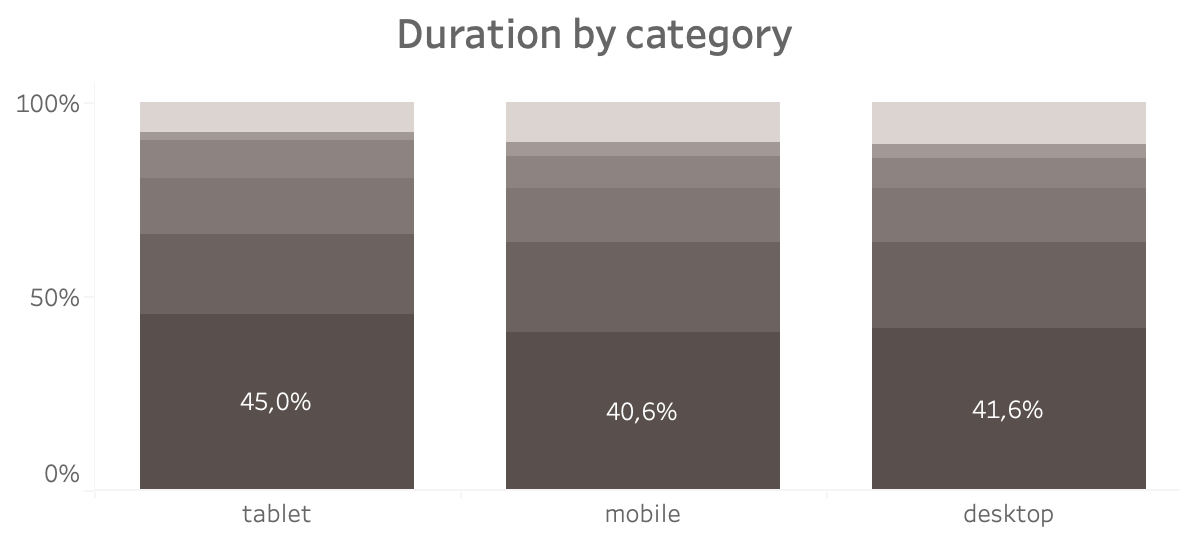 Duration by category
100%
50%
0%
45,0%
40,6%
41,6%
tablet
mobile
desktop